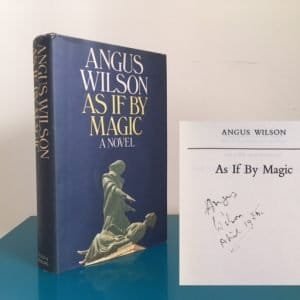 ANGUS WILSON
ANGUS
WILSON
AS IF BY
MAGIC
A NOVEL
ANGUS WILSON
As If By Magic
Angus
Wilson